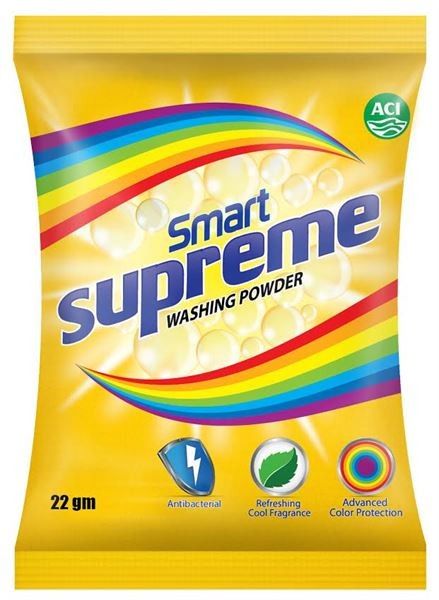 ACI
Smart
supreme
WASHING POWDER
22 gm
Antibacterial
Refreshing
Cool Fragrance
Advanced
Color Protection